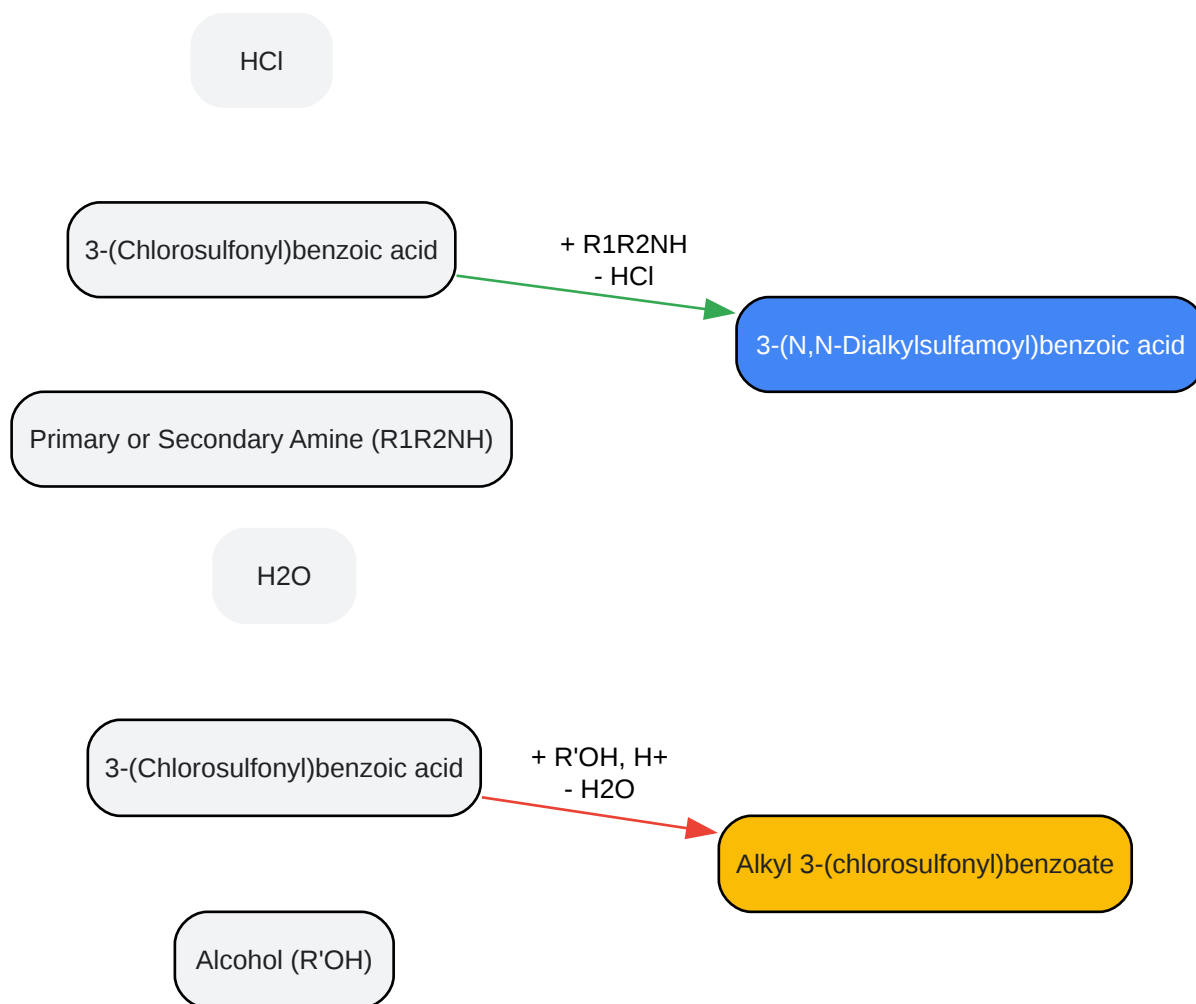 HCl
3-(Chlorosulfonyl)benzoic acid
+ R1R2NH
- HCl
3-(N,N-Dialkylsulfamoyl)benzoic acid
Primary or Secondary Amine (R1R2NH)
H2O
3-(Chlorosulfonyl)benzoic acid
+ R'OH, H+
- H2O
Alkyl 3-(chlorosulfonyl)benzoate
Alcohol (R'OH)